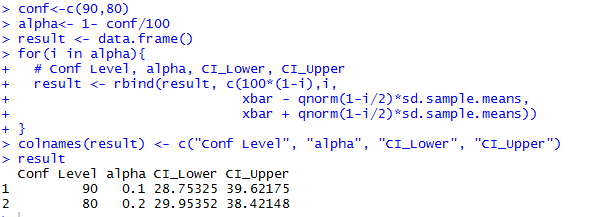 > conf<-c(90,80)
> alpha<- 1- conf/100
> result <- data.frame()
> for(i in alpha){
+   # Conf Level, alpha, CI_Lower, CI_Upper
+   result <- rbind(result, c(100*(1-i),i,
+                             xbar - qnorm(1-i/2)*sd.sample.means,
+                             xbar + qnorm(1-i/2)*sd.sample.means))
+ }
> colnames(result) <- c("Conf Level", "alpha", "CI_Lower", "CI_Upper")
> result
  Conf Level alpha CI_Lower CI_Upper
1         90   0.1 28.75325 39.62175
2         80   0.2 29.95352 38.42148